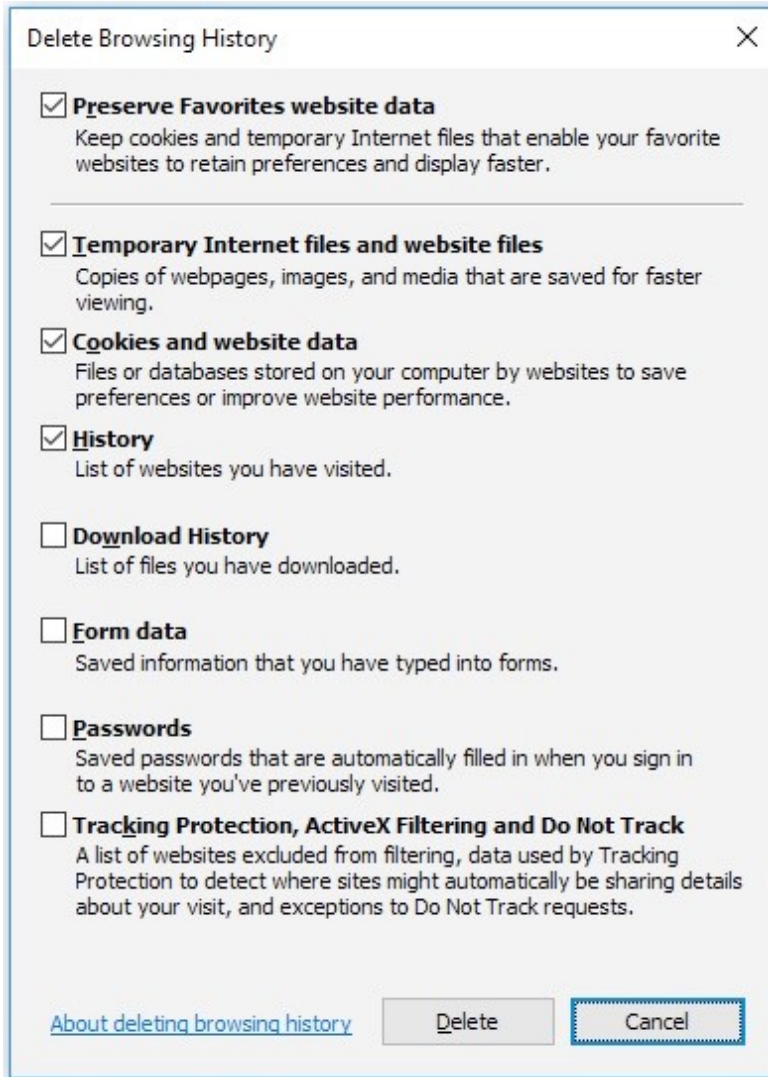 Delete Browsing History
Preserve Favorites website data
Keep cookies and temporary Internet files that enable your favorite
websites to retain preferences and display faster.
Temporary Internet files and website files
Copies of webpages, images, and media that are saved for faster
viewing.
Cookies and website data
Files or databases stored on your computer by websites to save
preferences or improve website performance.
History
List of websites you have visited.
Download History
List of files you have downloaded.
Form data
Saved information that you have typed into forms.
Passwords
Saved passwords that are automatically filled in when you sign in
to a website you've previously visited.
Tracking Protection, ActiveX Filtering and Do Not Track
A list of websites excluded from filtering, data used by Tracking
Protection to detect where sites might automatically be sharing details
about your visit, and exceptions to Do Not Track requests.
About deleting browsing history Delete Cancel